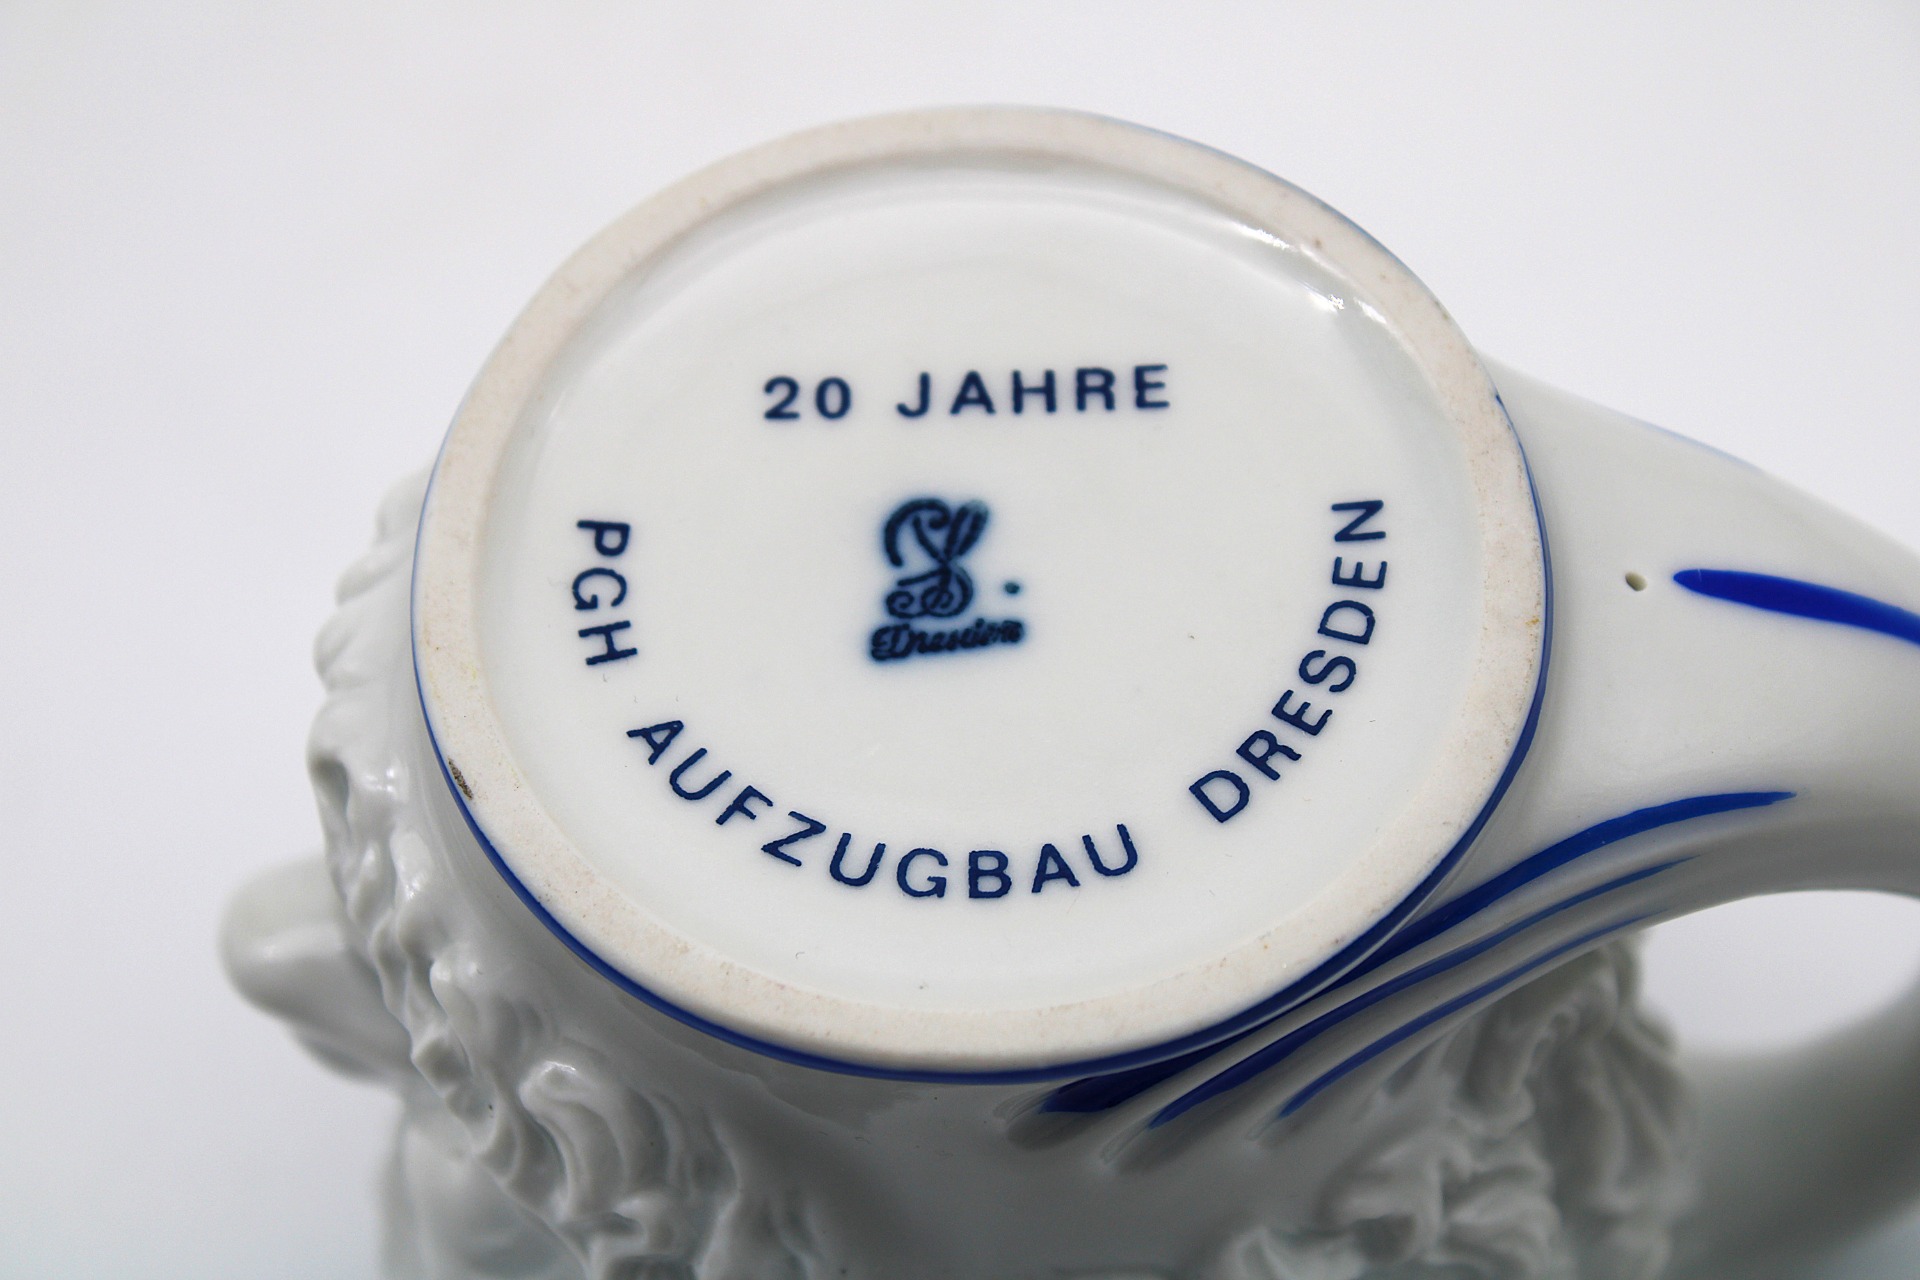 20 JAHRE
Dresden
PGH AUFZUGBAU DRESDEN